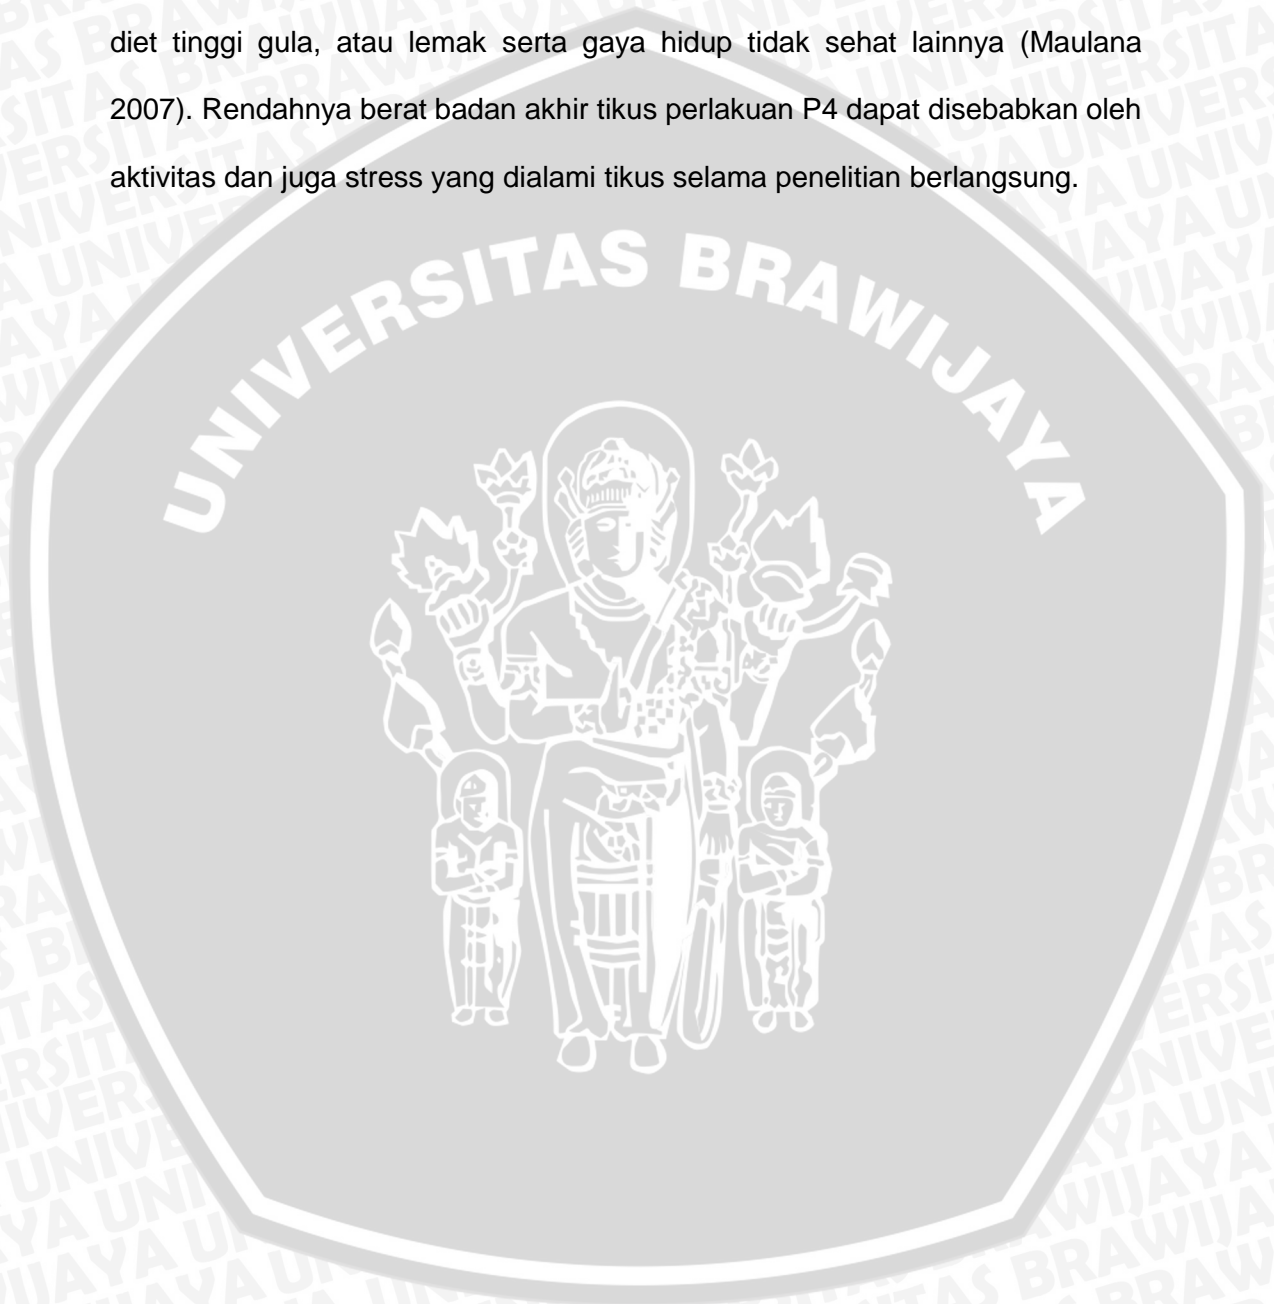 diet tinggi gula, atau lemak serta gaya hidup tidak sehat lainnya (Maulana
2007). Rendahnya berat badan akhir tikus perlakuan P4 dapat disebabkan oleh
aktivitas dan juga stress yang dialami tikus selama penelitian berlangsung.
UNIVERSITAS BRAWIJAYA